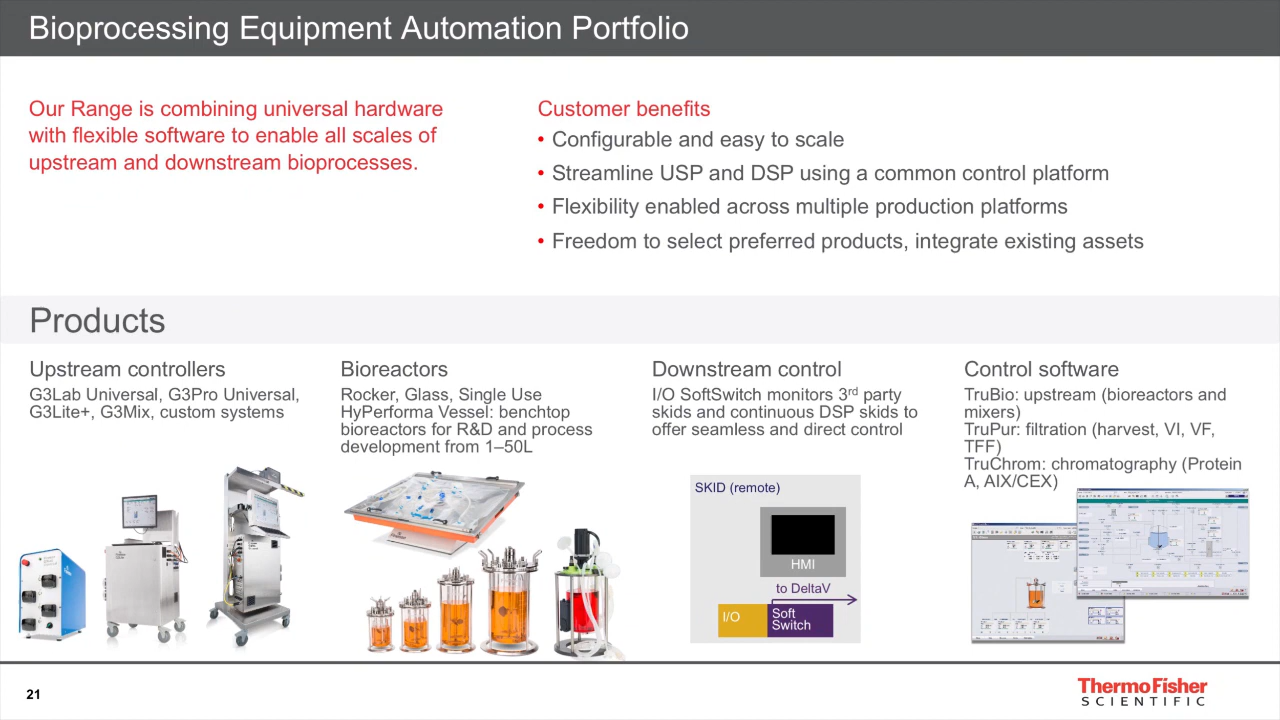 Bioprocessing Equipment Automation Portfolio
Our Range is combining universal hardware
with flexible software to enable all scales of
upstream and downstream bioprocesses.
Customer benefits
• Configurable and easy to scale
• Streamline USP and DSP using a common control platform
• Flexibility enabled across multiple production platforms
• Freedom to select preferred products, integrate existing assets
Products
Upstream controllers
G3Lab Universal, G3Pro Universal,
G3Lite+, G3Mix, custom systems
Bioreactors
Rocker, Glass, Single Use
HyPerforma Vessel: benchtop
bioreactors for R&D and process
development from 1–50L
Downstream control
I/O SoftSwitch monitors 3rd party
skids and continuous DSP skids to
offer seamless and direct control
SKID (remote)
HMI
to DeltaV
I/O
Soft
Switch
Control software
TruBio: upstream (bioreactors and
mixers)
TruPur: filtration (harvest, VI, VF,
TFF)
TruChrom: chromatography (Protein
A, AIX/CEX)
21
ThermoFisher
SCIENTIFIC